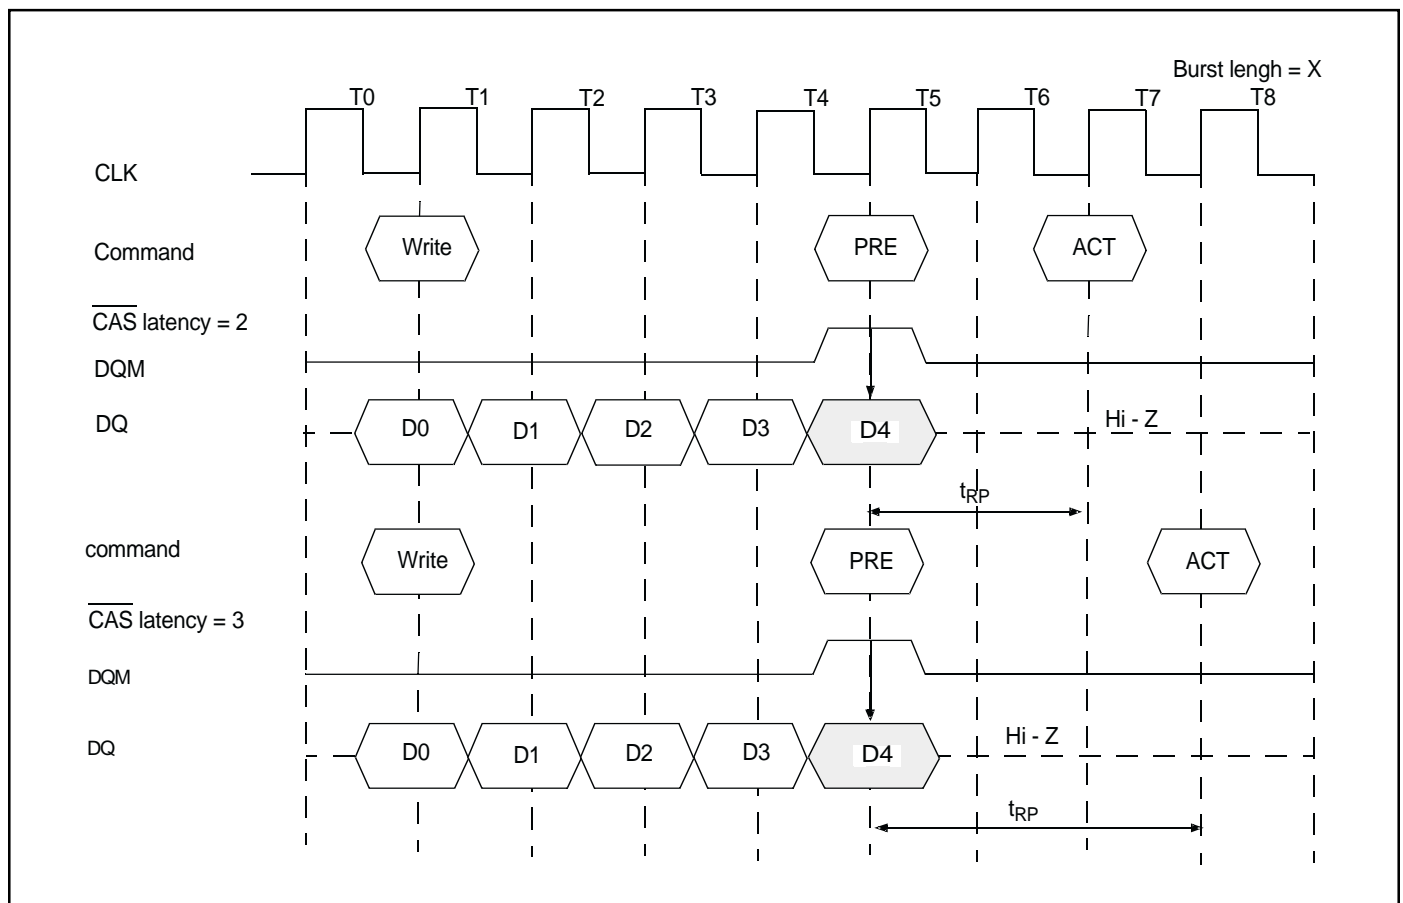 Burst lengh = X
T0 T1 T2 T3 T4 T5 T6 T7 T8
CLK
Command Write PRE ACT
CAS latency = 2
DQM
DQ D0 D1 D2 D3 D4 Hi - Z
tRP
command Write PRE ACT
CAS latency = 3
DQM
DQ D0 D1 D2 D3 D4 Hi - Z
tRP